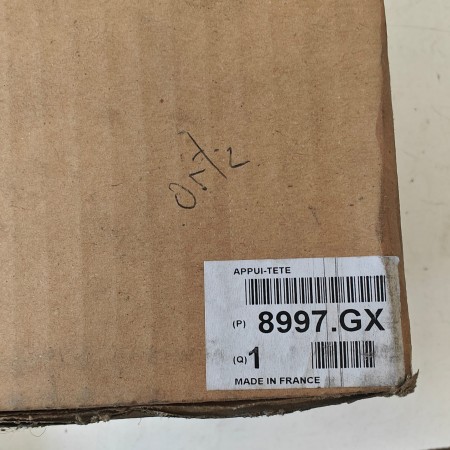 APPUI-TETE
(P) 8997.GX
(Q) 1
MADE IN FRANCE